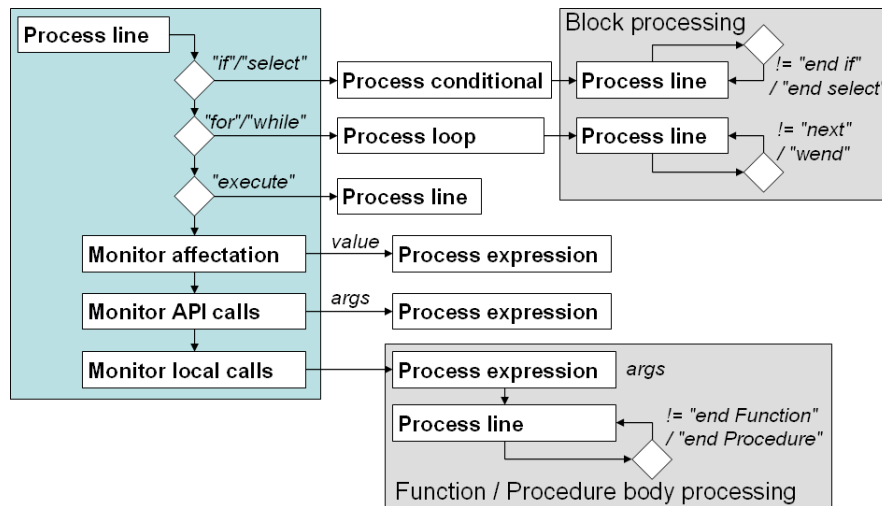 Process line
"if"/"select"
Process conditional
Block processing
Process line
!= "end if"
/ "end select"
"for"/"while"
Process loop
Process line
!= "next"
/ "wend"
"execute"
Process line
Monitor affectation
value
Process expression
Monitor API calls
args
Process expression
Monitor local calls
Process expression
args
Process line
!= "end Function"
/ "end Procedure"
Function / Procedure body processing